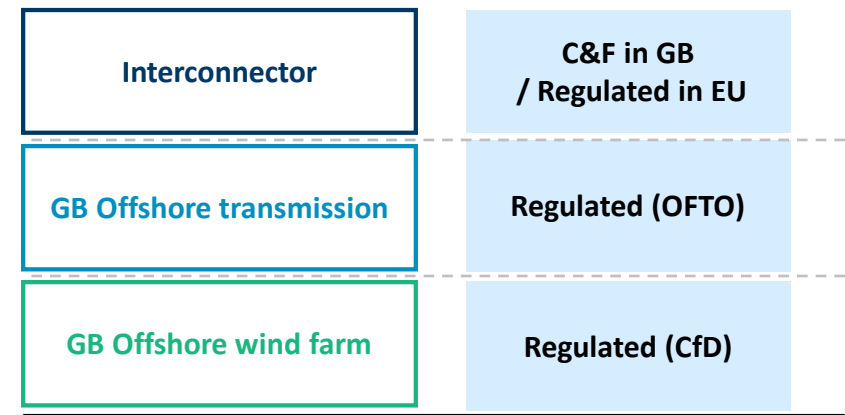 Interconnector
C&F in GB
/ Regulated in EU
GB Offshore transmission
Regulated (OFTO)
GB Offshore wind farm
Regulated (CfD)